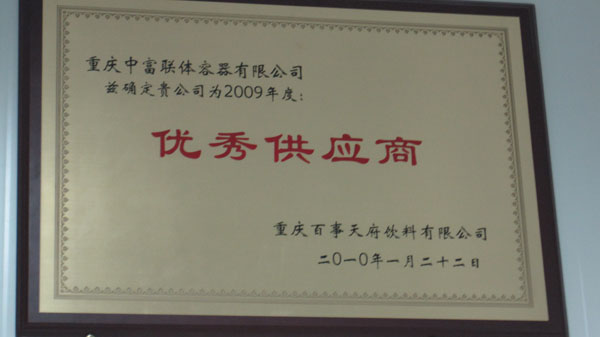 重庆中富联体容器有限公司
兹确定贵公司为2009年度：
优秀供应商
重庆百事天府饮料有限公司
二〇一〇年一月二十二日